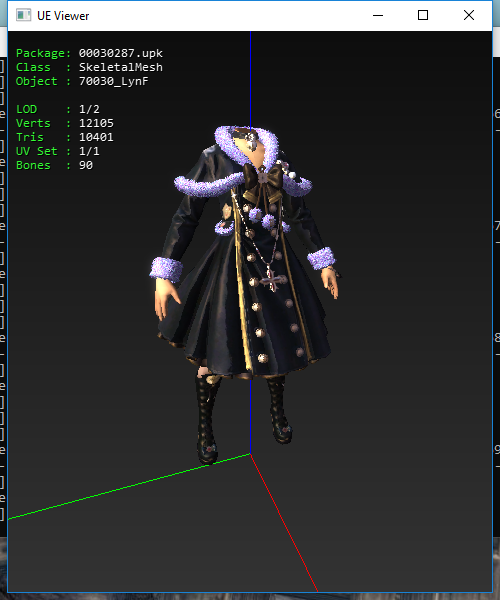 UE Viewer
Package: 00030287.upk
Class : SkeletalMesh
Object : 70030_LynF
LOD : 1/2
Verts : 12105
Tris : 10401
UV Set : 1/1
Bones : 90